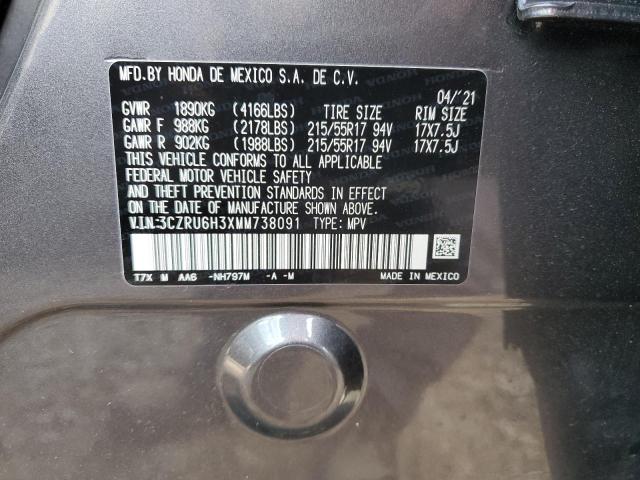 MFD.BY HONDA DE MEXICO S.A. DE C.V.
04/'21
GVWR 1890KG (4166LBS) TIRE SIZE RIM SIZE
GAWR F 988KG (2178LBS) 215/55R17 94V 17X7.5J
GAWR R 902KG (1988LBS) 215/55R17 94V 17X7.5J
THIS VEHICLE CONFORMS TO ALL APPLICABLE
FEDERAL MOTOR VEHICLE SAFETY
AND THEFT PREVENTION STANDARDS IN EFFECT
ON THE DATE OF MANUFACTURE SHOWN ABOVE.
V.I.N:3CZRU6H3XMM738091 TYPE: MPV
T7X M AA6 -NH797M -A -M MADE IN MEXICO